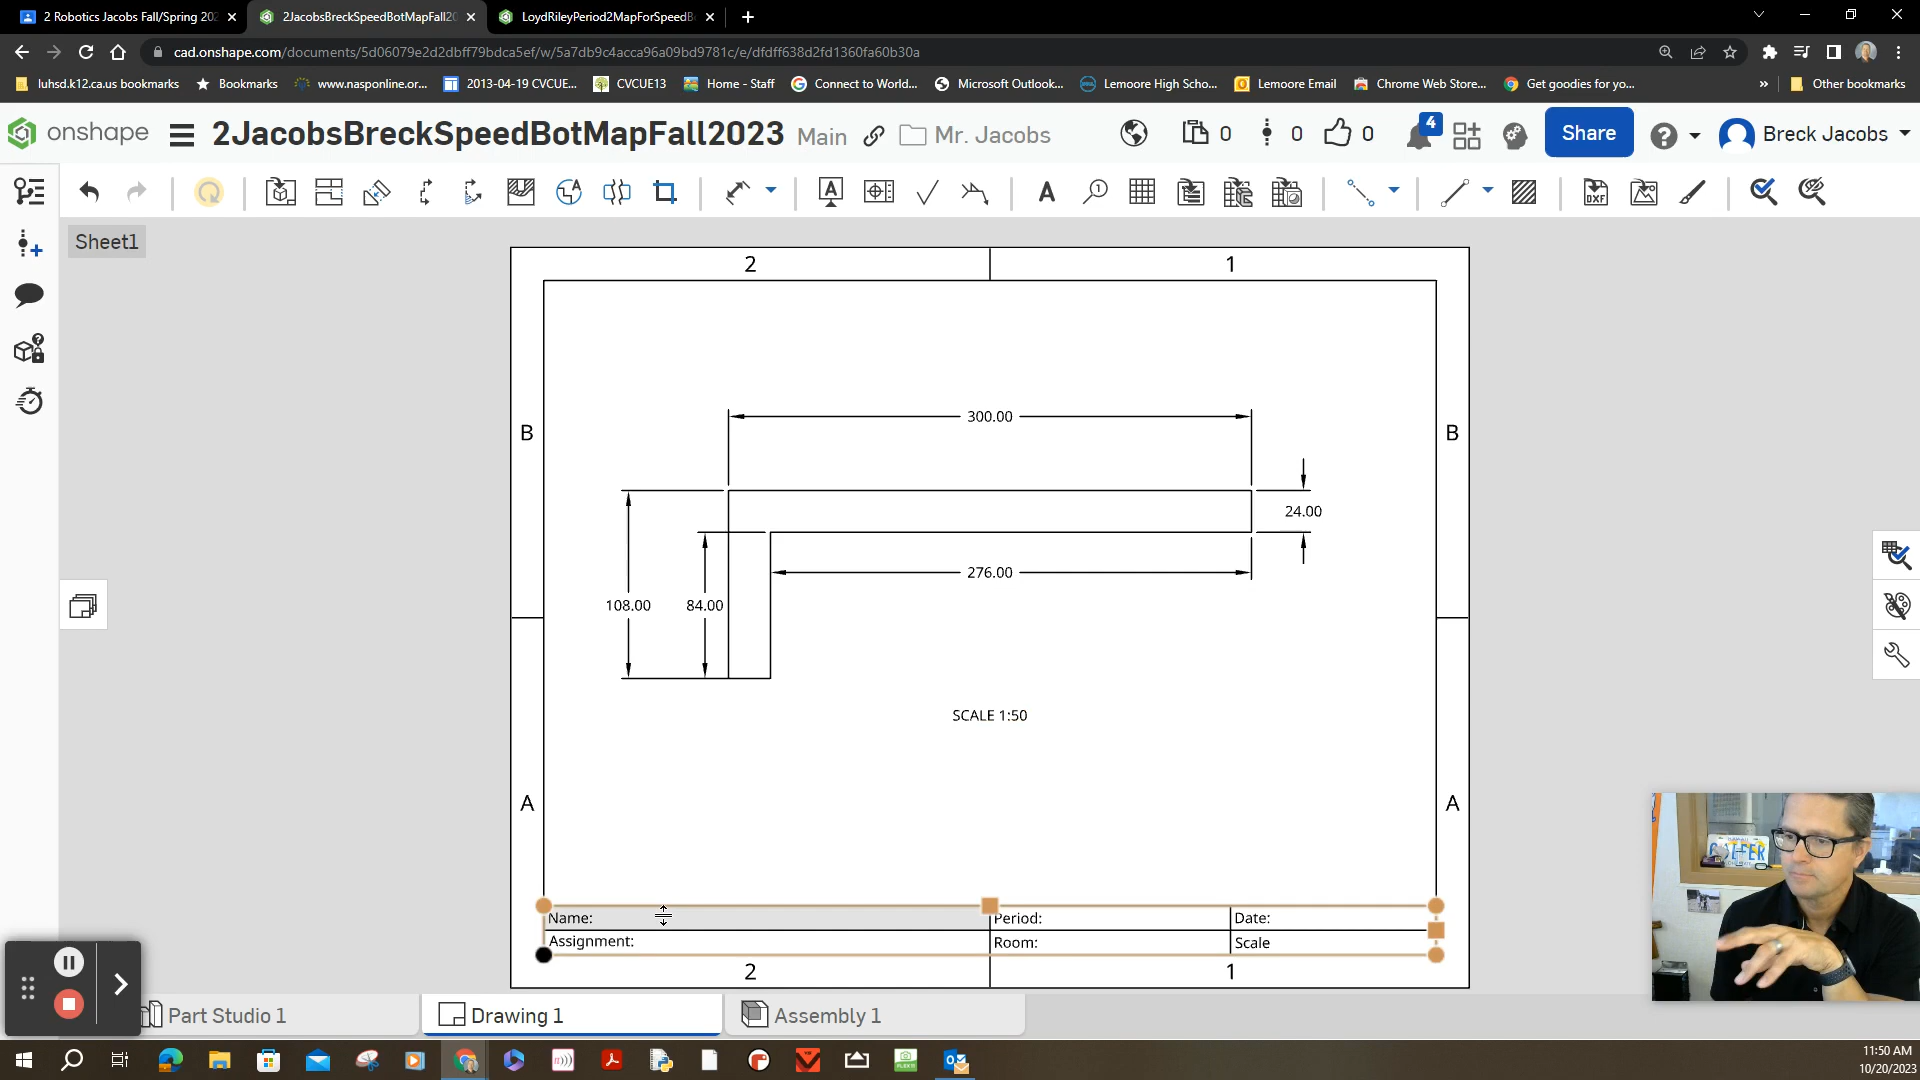 2 Robotics Jacobs Fall/Spring 202
2JacobsBreckSpeedBotMapFall20
LoydRileyPeriod2MapForSpeedB
cad.onshape.com/documents/5d06079e2d2dbff79bdca5ef/w/5a7db9c4acca96a09bd9781c/e/dfdff638d2fd1360fa60b30a
luhsd.k12.ca.us bookmarks
Bookmarks
www.nasponline.or...
2013-04-19 CVCUE...
CVCUE13
Home - Staff
Connect to World...
Microsoft Outlook...
Lemoore High Scho...
Lemoore Email
Chrome Web Store...
Get goodies for yo...
Other bookmarks
onshape
2JacobsBreckSpeedBotMapFall2023
Main
Mr. Jacobs
0
0
0
4
Share
Breck Jacobs
Sheet1
2
1
B
B
300.00
24.00
276.00
108.00
84.00
SCALE 1:50
A
A
Name:
Period:
Date:
Assignment:
Room:
Scale
2
1
Part Studio 1
Drawing 1
Assembly 1
11:50 AM
10/20/2023